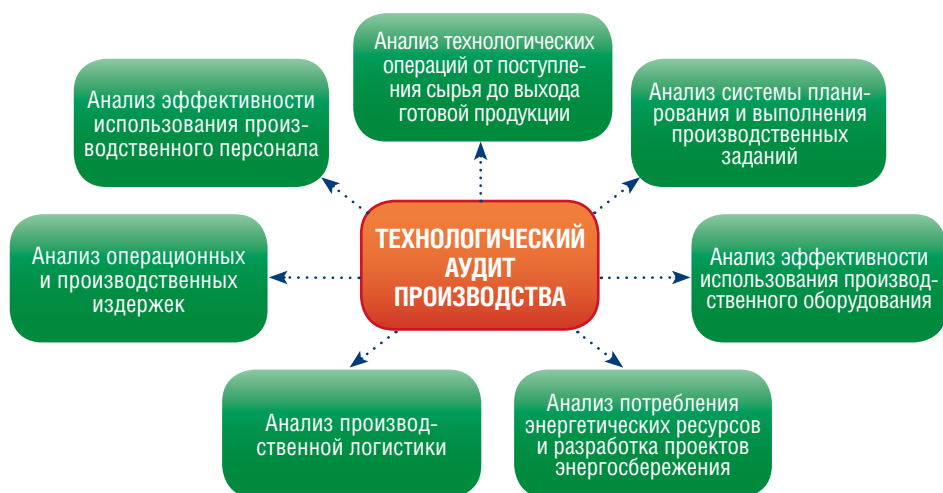 Анализ технологических
операций от поступле-
ния сырья до выхода
готовой продукции
Анализ эффективности
использования произ-
водственного персонала
Анализ системы плани-
рования и выполнения
производственных
заданий
ТЕХНОЛОГИЧЕСКИЙ
АУДИТ
ПРОИЗВОДСТВА
Анализ операционных
и производственных
издержек
Анализ эффективности
использования производ-
ственного оборудования
Анализ производ-
ственной логистики
Анализ потребления
энергетических ресурсов
и разработка проектов
энергосбережения